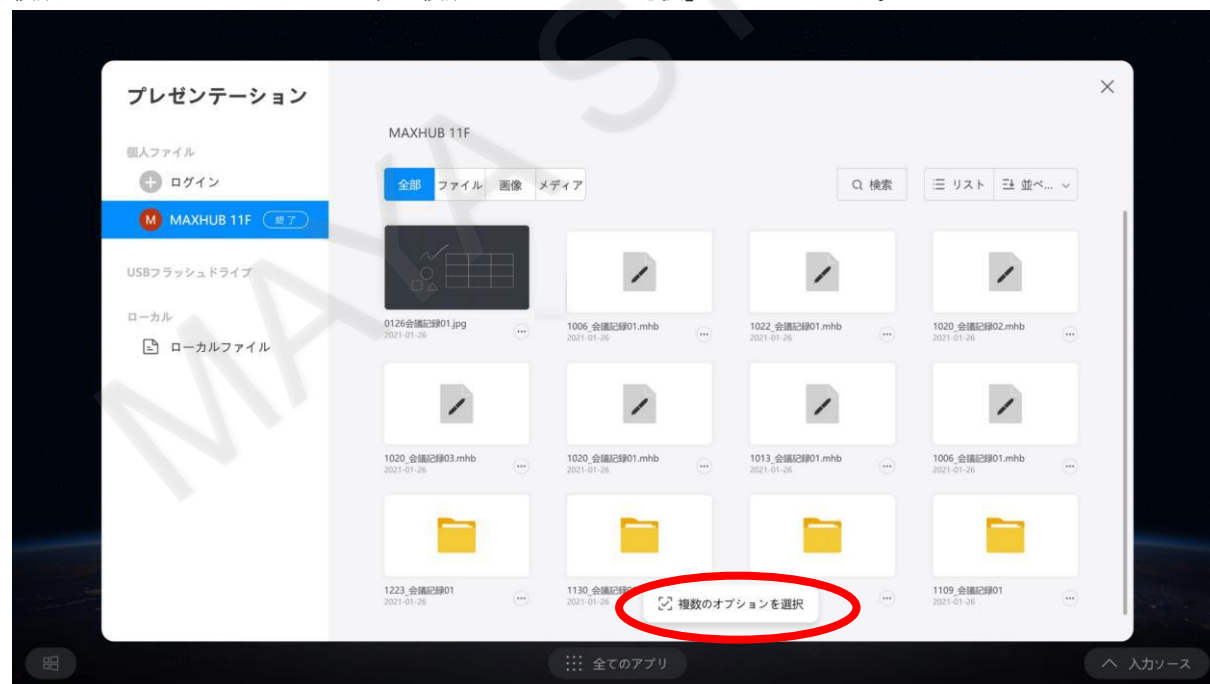 プレゼンテーション
個人ファイル
ログイン
M MAXHUB 11F 終了
USBフラッシュドライブ
ローカル
ローカルファイル
MAXHUB 11F
全部 ファイル 画像 メディア
検索
リスト 並べ...
0126会議記録01.jpg
2021-01-26
1006_会議記録01.mhb
2021-01-26
1022_会議記録01.mhb
2021-01-26
1020_会議記録02.mhb
2021-01-26
1020_会議記録03.mhb
2021-01-26
1020_会議記録01.mhb
2021-01-26
1013_会議記録01.mhb
2021-01-26
1006_会議記録01.mhb
2021-01-26
1223_会議記録01
2021-01-26
1130_会議記録
2021-01-26
1109_会議記録01
2021-01-26
複数のオプションを選択
全てのアプリ
入力ソース
MAYA ST